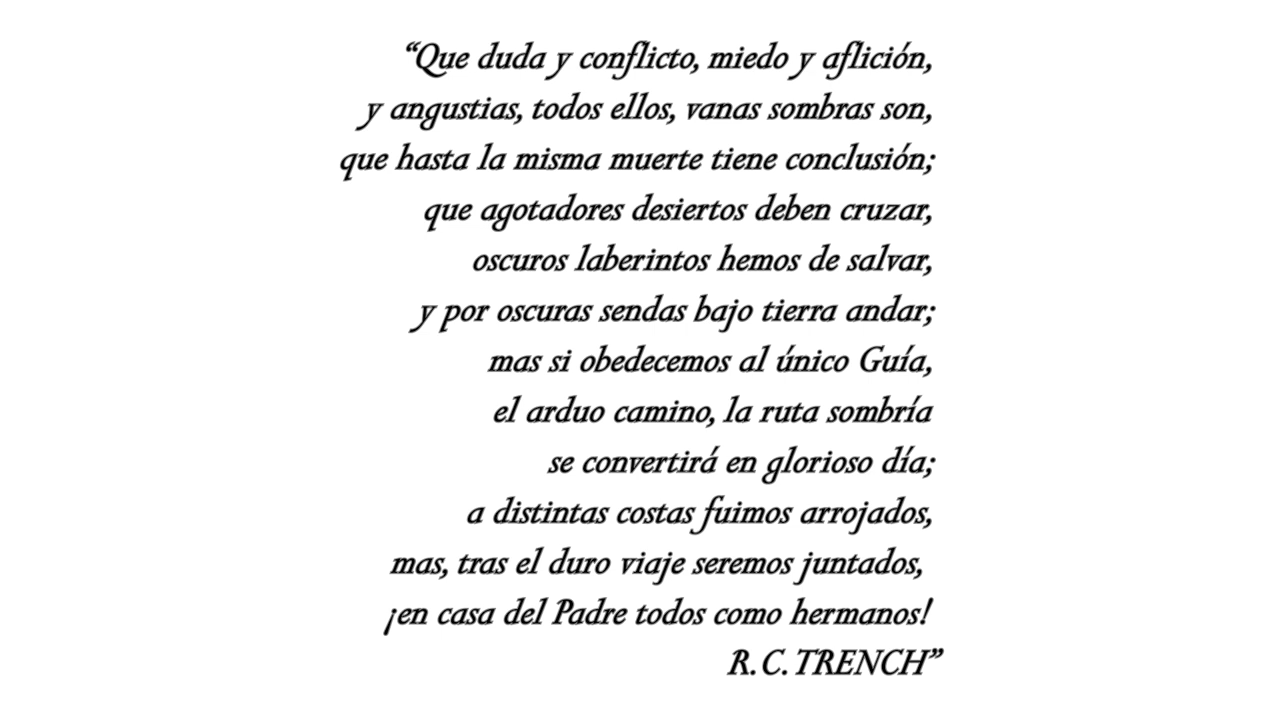 “Que duda y conflicto, miedo y aflición,
y angustias, todos ellos, vanas sombras son,
que hasta la misma muerte tiene conclusión;
que agotadores desiertos deben cruzar,
oscuros laberintos hemos de salvar,
y por oscuras sendas bajo tierra andar;
mas si obedecemos al único Guía,
el arduo camino, la ruta sombría
se convertirá en glorioso día;
a distintas costas fuimos arrojados,
mas, tras el duro viaje seremos juntados,
¡en casa del Padre todos como hermanos!
R. C. TRENCH”